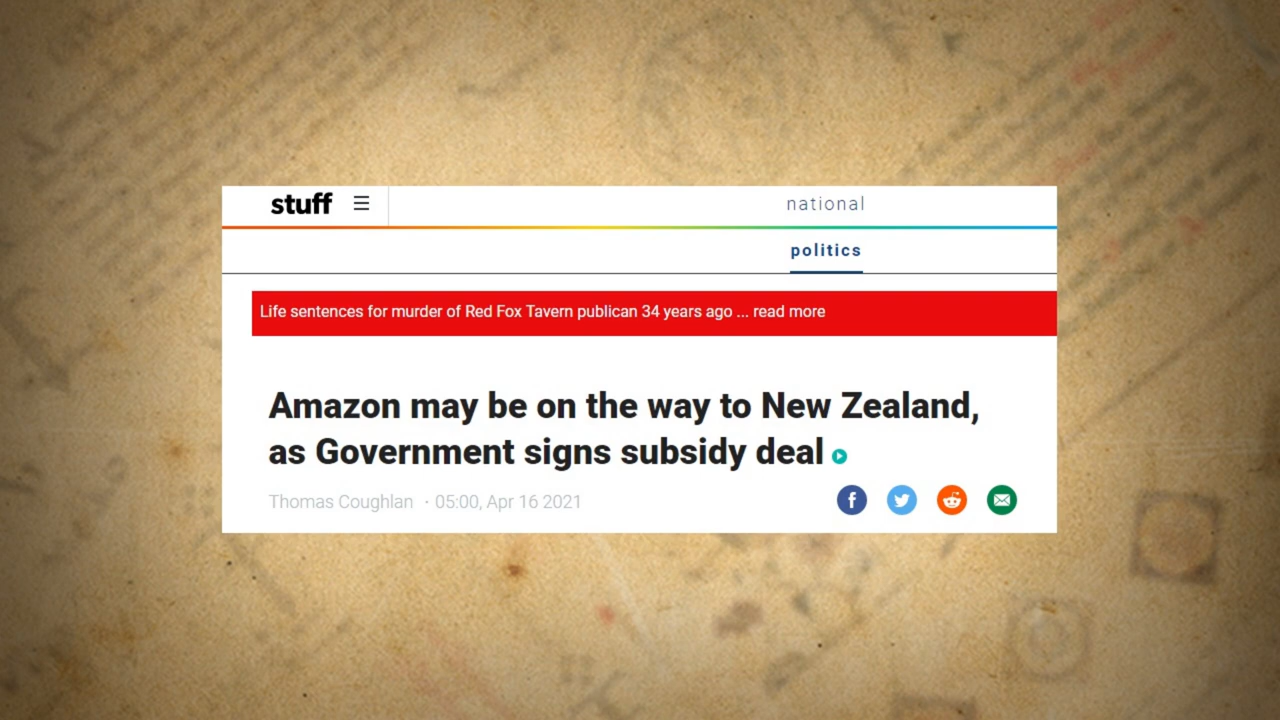 stuff
national
politics
Life sentences for murder of Red Fox Tavern publican 34 years ago ... read more
Amazon may be on the way to New Zealand,
as Government signs subsidy deal
Thomas Coughlan · 05:00, Apr 16 2021